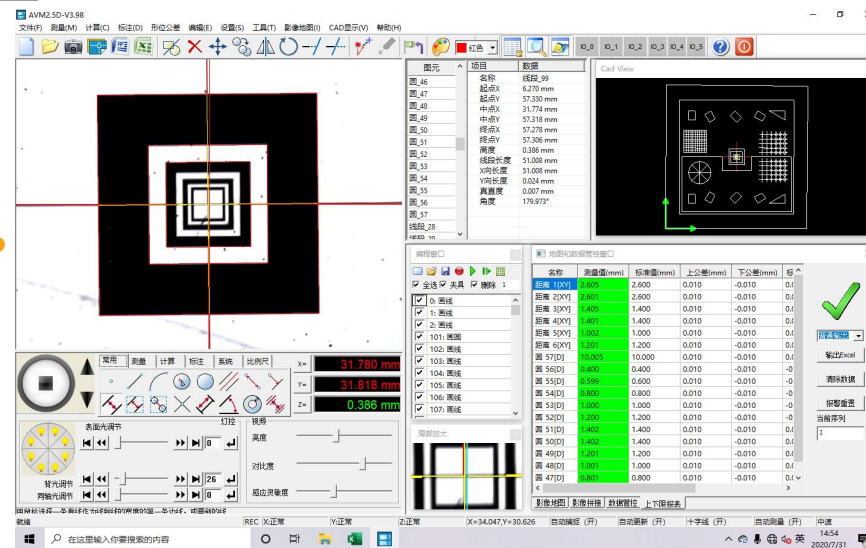 AVM2.5D-V3.98
文件(F) 测量(M) 计算(C) 标注(D) 形位公差 编辑(E) 设置(S) 工具(T) 影像地图(I) CAD显示(V) 帮助(H)
红色 IO_0 IO_1 IO_2 IO_3 IO_4 IO_5
图元
圆_46
圆_47
圆_48
圆_49
圆_50
圆_51
圆_52
圆_53
圆_54
圆_55
圆_56
圆_57
线段_28
项目 数据
名称 线段_99
起点X 6.270 mm
起点Y 57.330 mm
中点X 31.774 mm
中点Y 57.318 mm
终点X 57.278 mm
终点Y 57.306 mm
高度 0.386 mm
线段长度 51.008 mm
X向长度 51.008 mm
Y向长度 0.024 mm
真直度 0.007 mm
角度 179.973°
Cad View
编程窗口
全选 夹具 删除 1
0: 画线
1: 画线
2: 画线
101: 画圆
102: 画线
103: 画线
104: 画线
105: 画线
106: 画线
107: 画线
局部放大
地图和数据管控窗口
名称 测量值(mm) 标准值(mm) 上公差(mm) 下公差(mm)
距离 1[XY] 2.605 2.600 0.010 -0.010
距离 2[XY] 2.601 2.600 0.010 -0.010
距离 3[XY] 1.405 1.400 0.010 -0.010
距离 4[XY] 1.401 1.400 0.010 -0.010
距离 5[XY] 1.002 1.000 0.010 -0.010
距离 6[XY] 1.201 1.200 0.010 -0.010
圆 57[D] 10.005 10.000 0.010 -0.010
圆 56[D] 0.400 0.400 0.010 -0.010
圆 55[D] 0.599 0.600 0.010 -0.010
圆 54[D] 0.800 0.800 0.010 -0.010
圆 53[D] 1.000 1.000 0.010 -0.010
圆 52[D] 1.200 1.200 0.010 -0.010
圆 51[D] 1.402 1.400 0.010 -0.010
圆 50[D] 1.402 1.400 0.010 -0.010
圆 49[D] 1.201 1.200 0.010 -0.010
圆 48[D] 1.001 1.000 0.010 -0.010
圆 47[D] 0.801 0.800 0.010 -0.010
影像地图 影像拼接 数据管控 上下限报表
输出Excel
清除数据
报警重置
当前序列
1
常用 测量 计算 标注 系统 比例尺
X= 31.780 mm
Y= 31.818 mm
Z= 0.386 mm
表面光调节 灯控
0
背光调节 26
同轴光调节 0
视频
亮度
对比度
感应灵敏度
就绪 REC X:正常 Y:正常 Z:正常 X=34.047,Y=30.626 自动捕捉 (开) 自动更新 (开) 十字线 (开) 自动测量 (开) 中速
在这里输入你要搜索的内容
英
14:54
2020/7/31